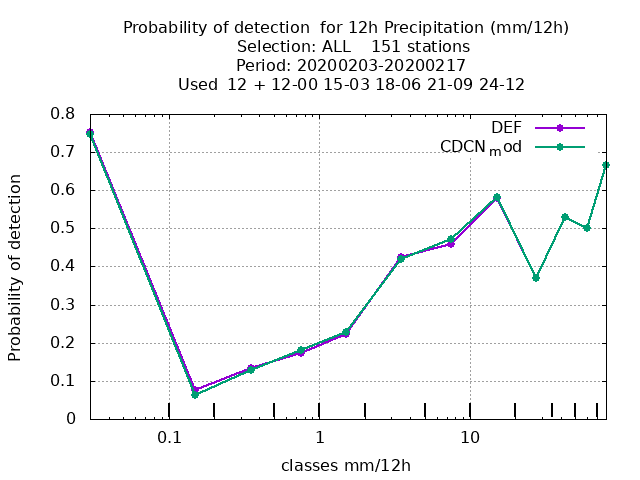 Probability of detection  for 12h Precipitation (mm/12h)
Selection: ALL    151 stations
Period: 20200203-20200217
Used  12 + 12-00 15-03 18-06 21-09 24-12
DEF
CDCNmod
0.8
0.7
0.6
0.5
0.4
0.3
0.2
0.1
0
Probability of detection
0.1
1
10
classes mm/12h